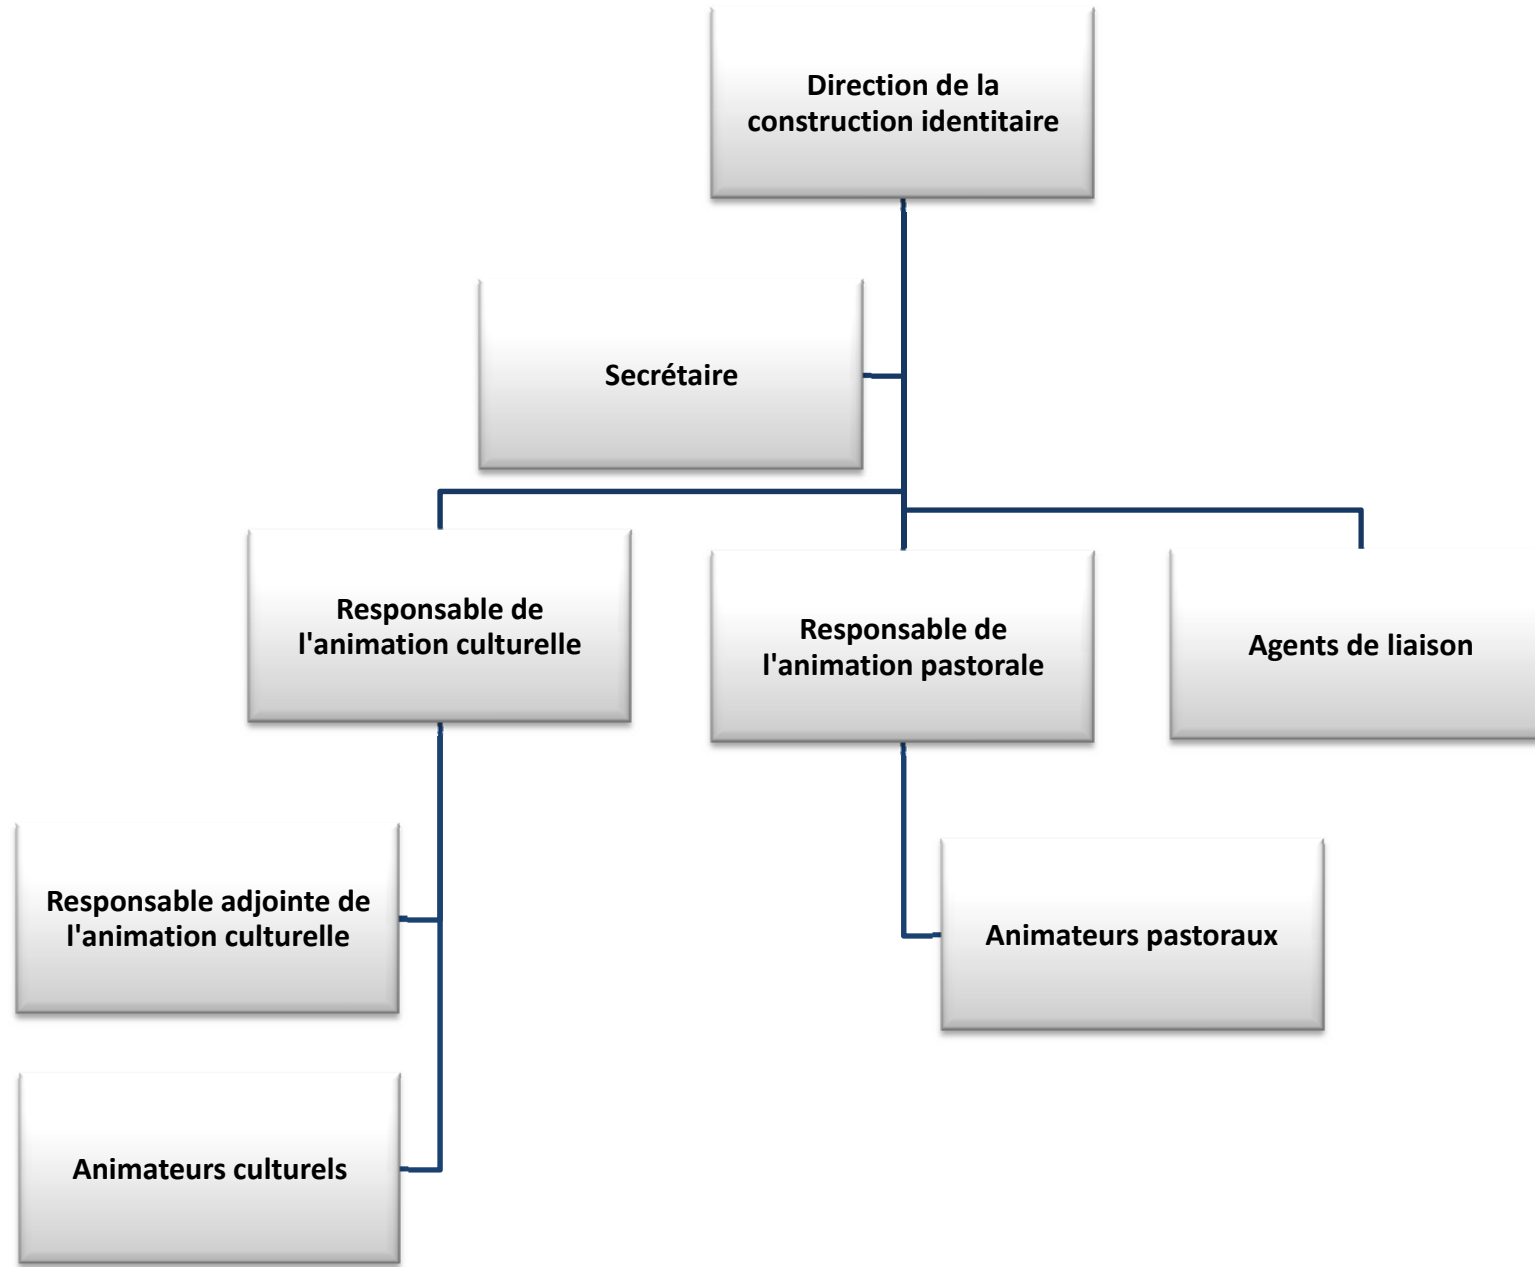 Direction de la
construction identitaire
Secrétaire
Responsable de
l'animation culturelle
Responsable de
l'animation pastorale
Agents de liaison
Responsable adjointe de
l'animation culturelle
Animateurs pastoraux
Animateurs culturels